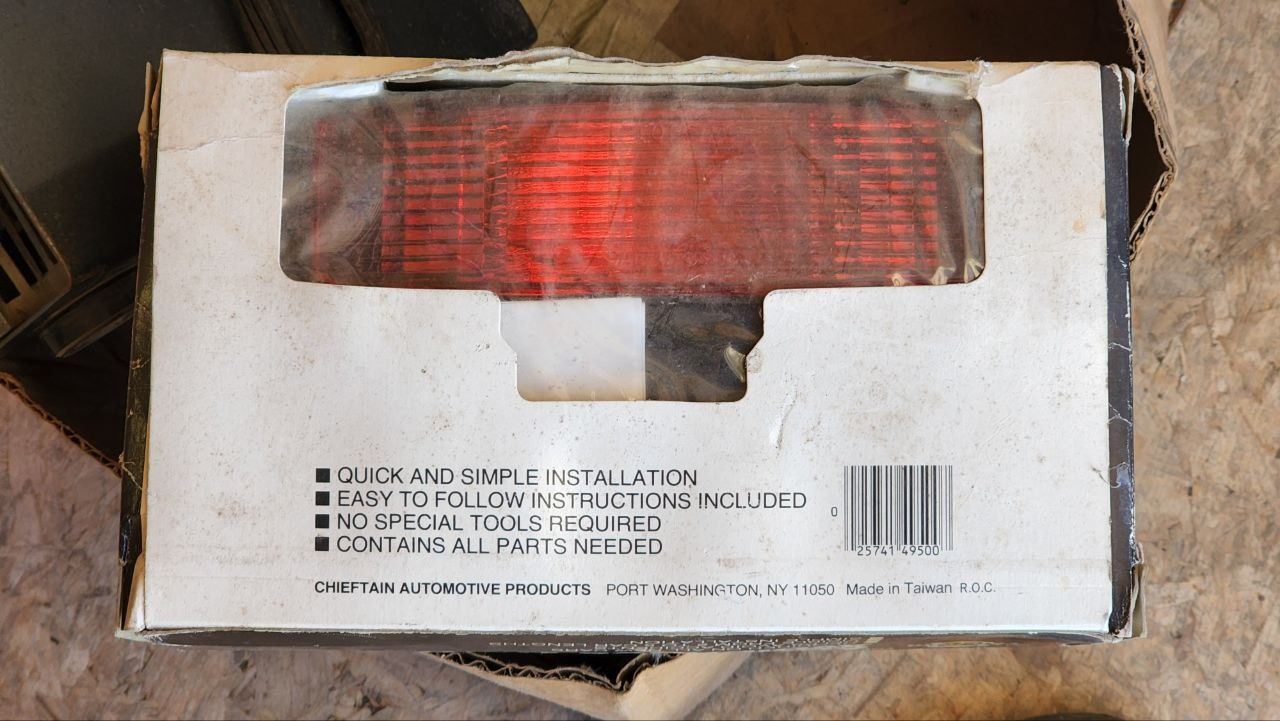 ■ QUICK AND SIMPLE INSTALLATION
■ EASY TO FOLLOW INSTRUCTIONS INCLUDED
■ NO SPECIAL TOOLS REQUIRED
■ CONTAINS ALL PARTS NEEDED
0 25741 49500
CHIEFTAIN AUTOMOTIVE PRODUCTS PORT WASHINGTON, NY 11050 Made in Taiwan R.O.C.